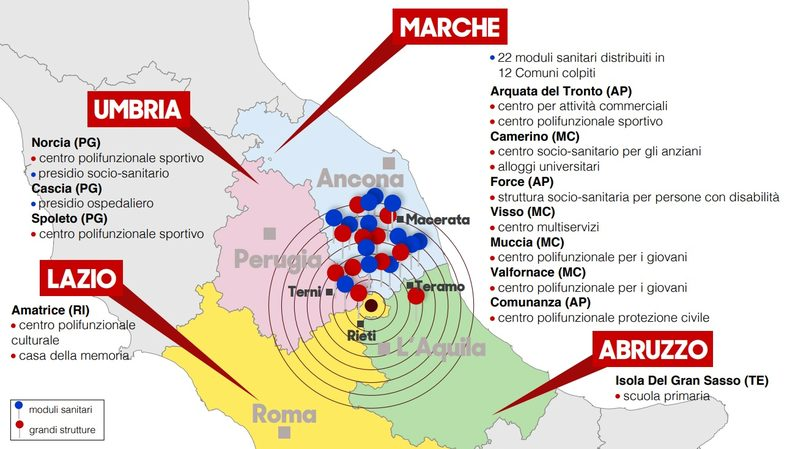 MARCHE
22 moduli sanitari distribuiti in
12 Comuni colpiti
Arquata del Tronto (AP)
centro per attività commerciali
centro polifunzionale sportivo
Camerino (MC)
centro socio-sanitario per gli anziani
alloggi universitari
Force (AP)
struttura socio-sanitaria per persone con disabilità
Visso (MC)
centro multiservizi
Muccia (MC)
centro polifunzionale per i giovani
Valfornace (MC)
centro polifunzionale per i giovani
Comunanza (AP)
centro polifunzionale protezione civile
UMBRIA
Norcia (PG)
centro polifunzionale sportivo
presidio socio-sanitario
Cascia (PG)
presidio ospedaliero
Spoleto (PG)
centro polifunzionale sportivo
LAZIO
Amatrice (RI)
centro polifunzionale
culturale
casa della memoria
ABRUZZO
Isola Del Gran Sasso (TE)
scuola primaria
Ancona
Macerata
Perugia
Terni
Teramo
Rieti
L'Aquila
Roma
moduli sanitari
grandi strutture